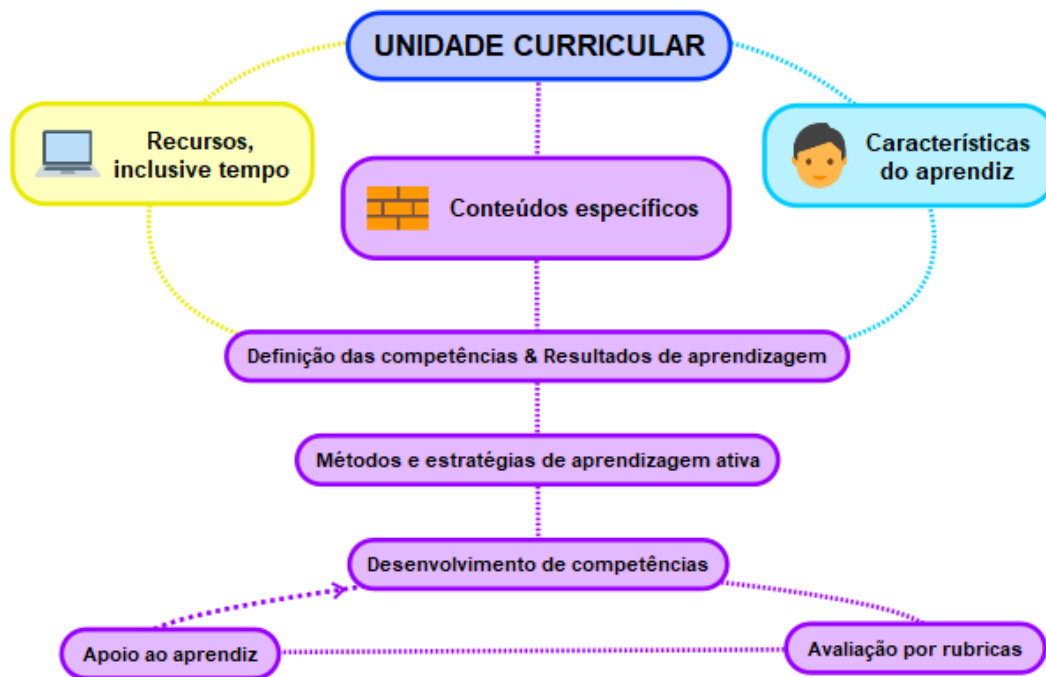 UNIDADE CURRICULAR
Recursos,
inclusive tempo
Conteúdos específicos
Características
do aprendiz
Definição das competências & Resultados de aprendizagem
Métodos e estratégias de aprendizagem ativa
Desenvolvimento de competências
Apoio ao aprendiz
Avaliação por rubricas